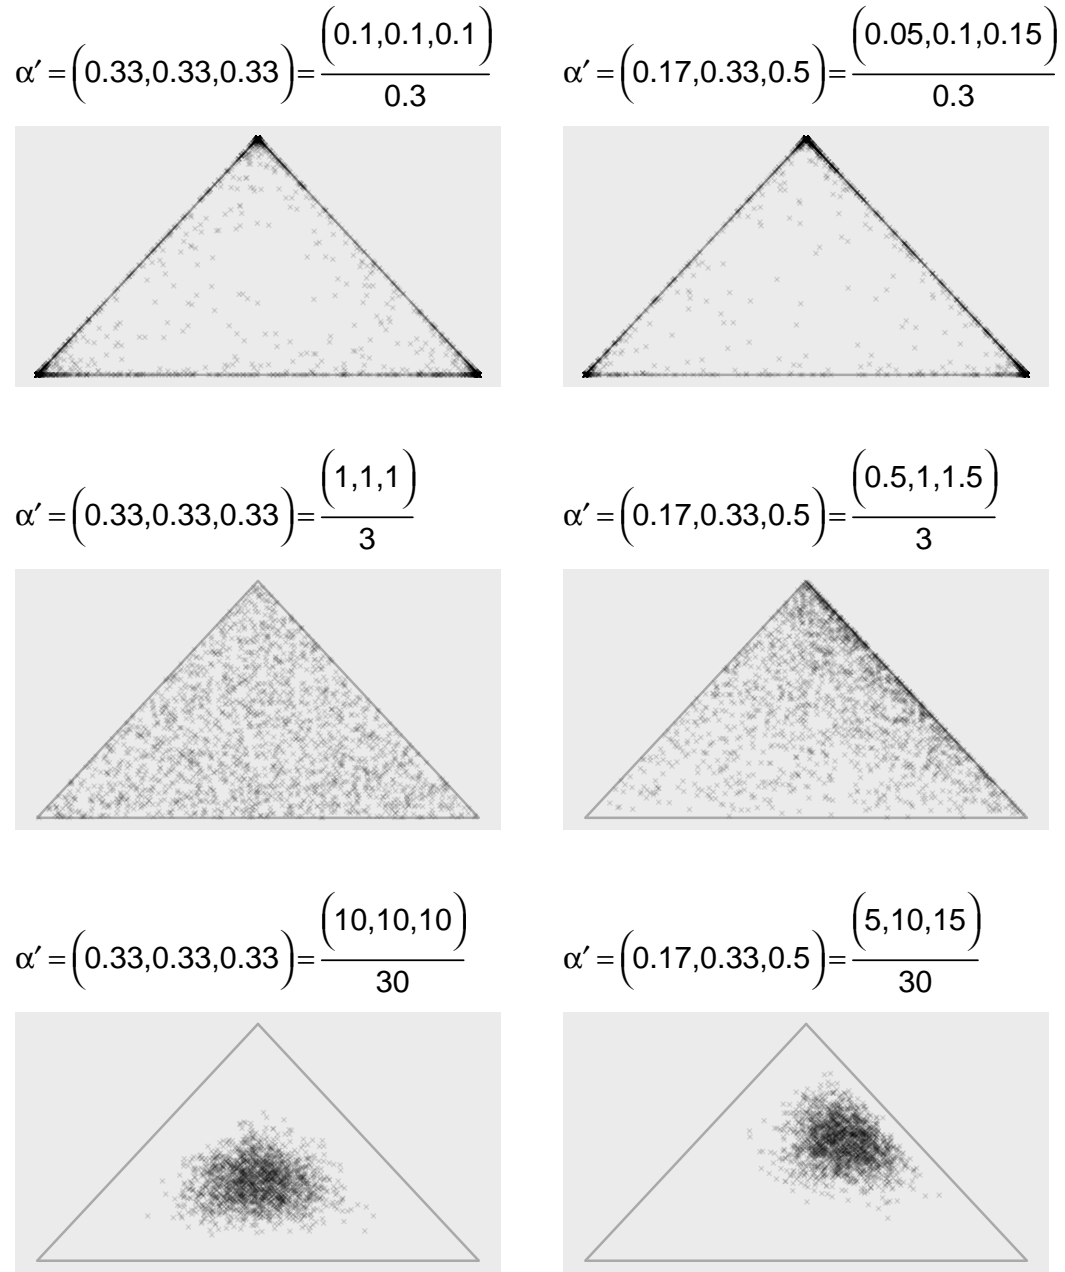 α′ = (0.33,0.33,0.33) = (0.1,0.1,0.1) / 0.3
α′ = (0.17,0.33,0.5) = (0.05,0.1,0.15) / 0.3
α′ = (0.33,0.33,0.33) = (1,1,1) / 3
α′ = (0.17,0.33,0.5) = (0.5,1,1.5) / 3
α′ = (0.33,0.33,0.33) = (10,10,10) / 30
α′ = (0.17,0.33,0.5) = (5,10,15) / 30